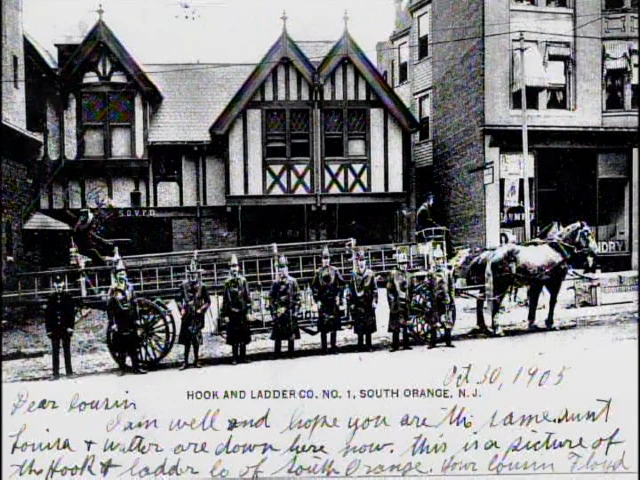 S.O.V.F.D.
LAUNDRY
HOOK AND LADDER CO. NO. 1, SOUTH ORANGE, N. J.
Oct 30, 1905
Dear Cousin
I am well and hope you are the same. Aunt
Louisa + walter are down here now. this is a picture of
the Hook & ladder Co of South Orange. Your Cousin Floyd